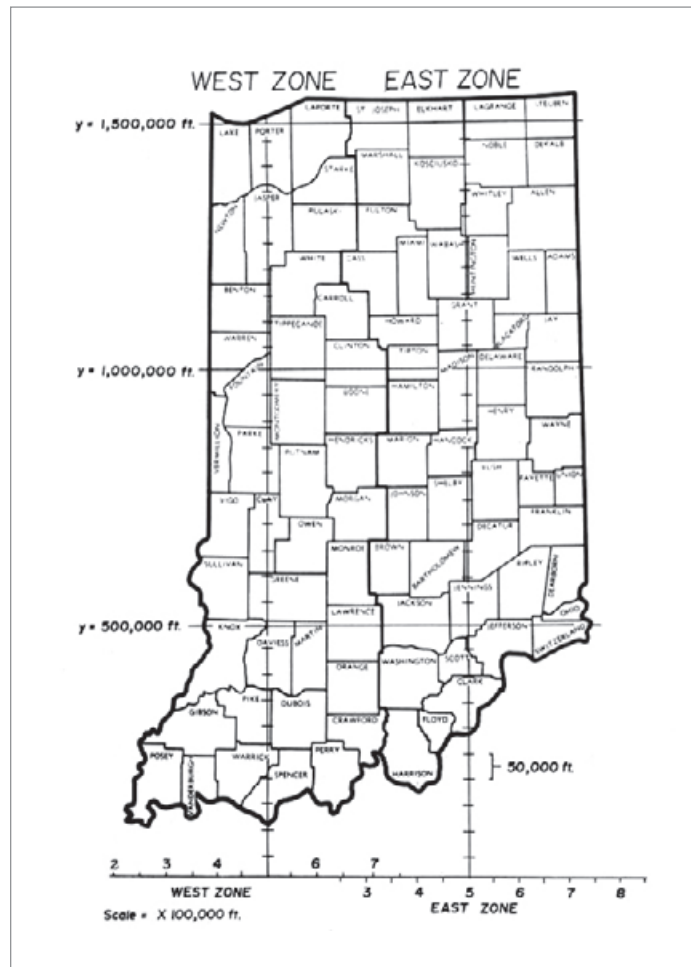 WEST ZONE EAST ZONE
LAPORTE ST. JOSEPH ELKHART LAGRANGE STEUBEN
y = 1,500,000 ft.
LAKE PORTER
NOBLE DEKALB
MARSHALL
STARKE KOSCIUSKO
WHITLEY ALLEN
JASPER
NEWTON PULASKI FULTON
MIAMI WABASH HUNTINGTON
WHITE CASS WELLS ADAMS
BENTON
CARROLL
GRANT
TIPPECANOE HOWARD BLACKFORD JAY
WARREN
CLINTON TIPTON MADISON DELAWARE
y = 1,000,000 ft.
FOUNTAIN RANDOLPH
MONTGOMERY BOONE HAMILTON
HENRY
VERMILLION PARKE WAYNE
PUTNAM HENDRICKS MARION HANCOCK
RUSH
FAYETTE UNION
VIGO CLAY MORGAN JOHNSON SHELBY
FRANKLIN
OWEN DECATUR
MONROE BROWN BARTHOLOMEW
SULLIVAN RIPLEY DEARBORN
GREENE
JENNINGS
LAWRENCE JACKSON
OHIO
y = 500,000 ft.
KNOX JEFFERSON SWITZERLAND
DAVIESS MARTIN
ORANGE WASHINGTON SCOTT
CLARK
PIKE DUBOIS
GIBSON CRAWFORD FLOYD
POSEY VANDERBURG WARRICK PERRY
SPENCER HARRISON 50,000 ft.
2 3 4 6 7
WEST ZONE 3 4 5 6 7 8
EAST ZONE
Scale = X 100,000 ft.